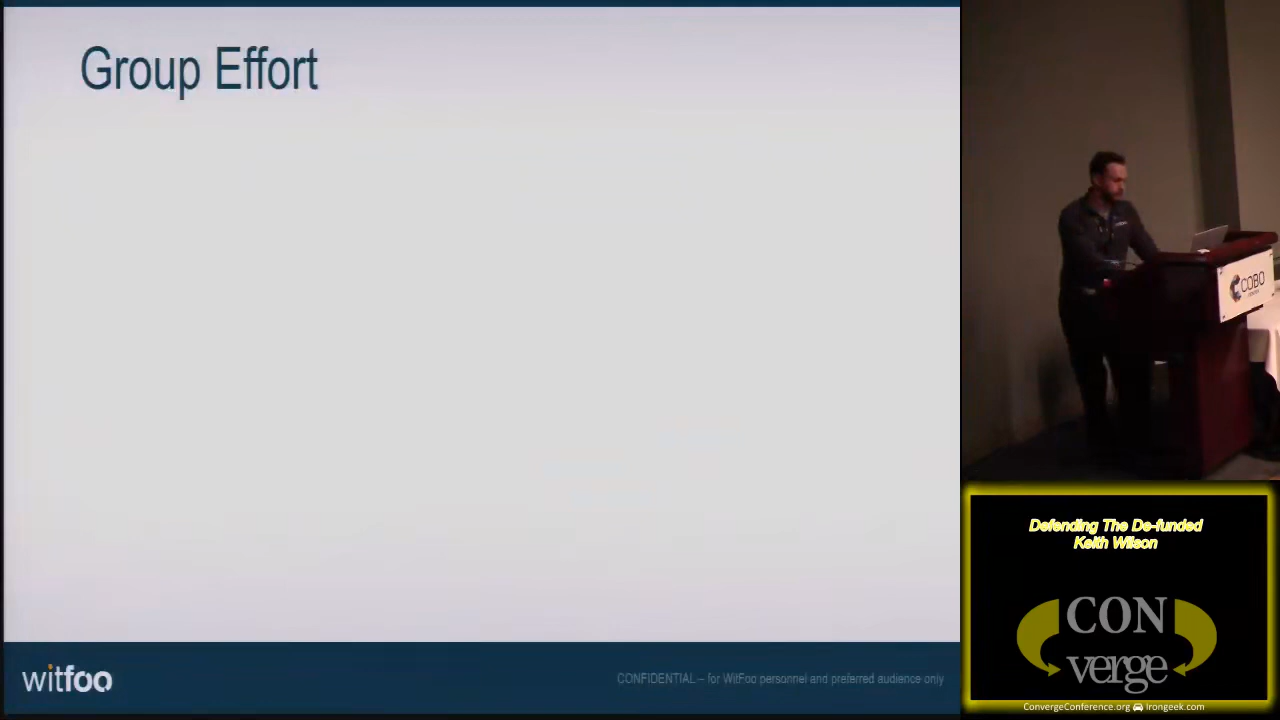 Group Effort
witfoo
CONFIDENTIAL – for WitFoo personnel and preferred audience only
COBO
Defending The De-funded
Keith Wilson
CON
verge
ConvergeConference.org Irongeek.com